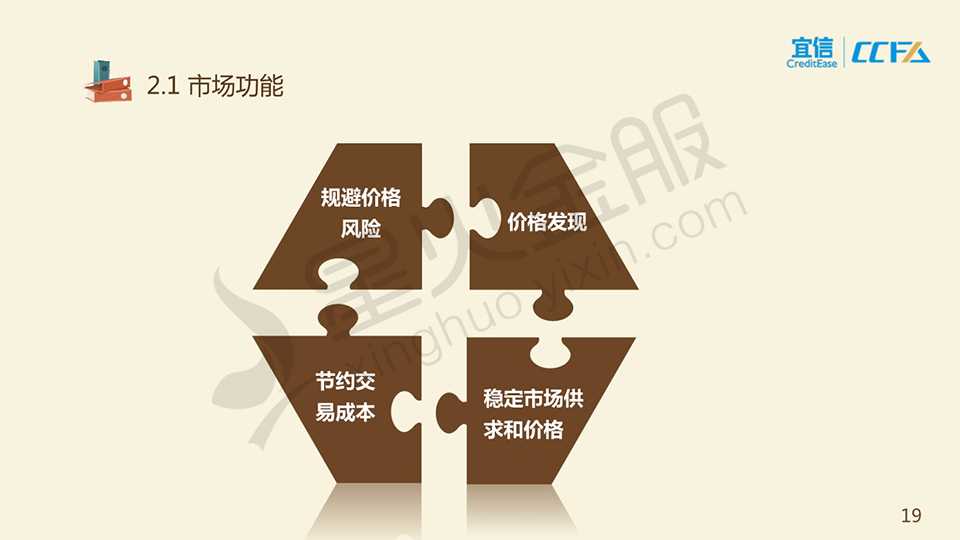 宜信
CreditEase
CCFA
2.1 市场功能
规避价格
风险
价格发现
节约交
易成本
稳定市场供
求和价格
星火金服
xinghuo.yixin.com
19